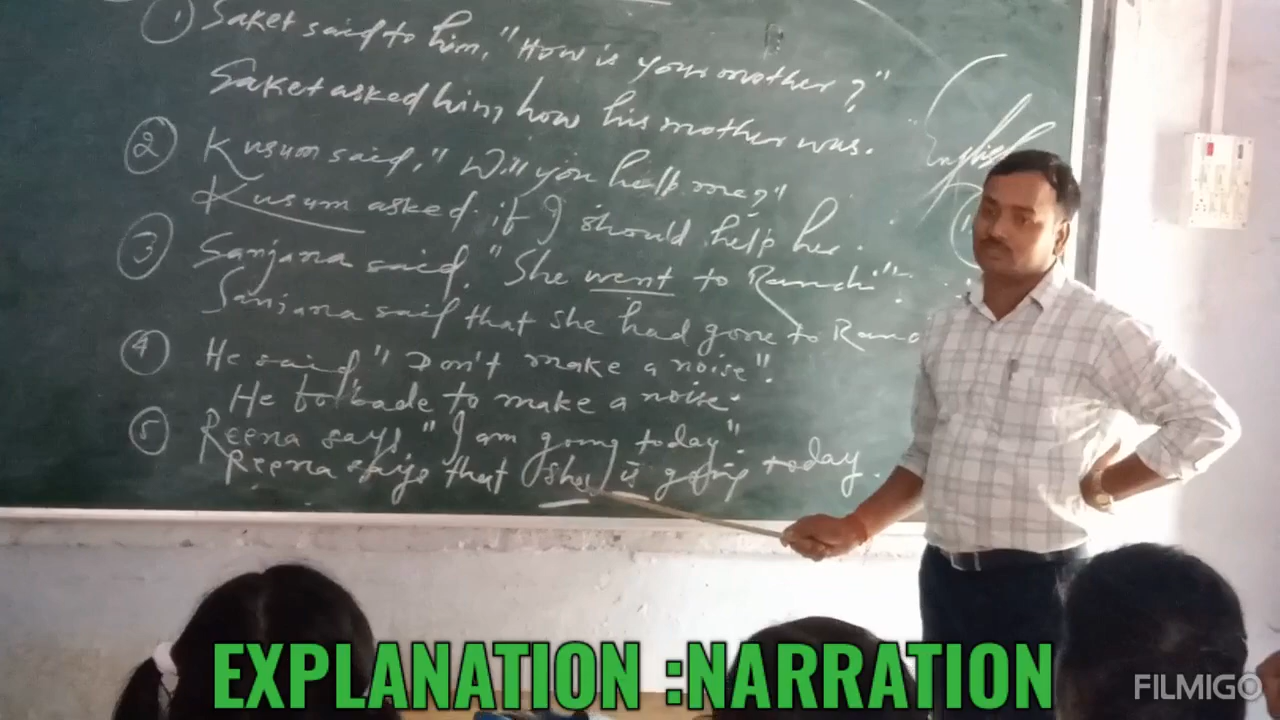 ① Saket said to him, "How is your mother?"
Saket asked him how his mother was.
② Kusum said, "Will you help me?"
Kusum asked if I should help her.
③ Sanjana said, "She went to Ranchi".
Sanjana said that she had gone to Ranc
④ He said, "Don't make a noise".
He forbade to make a noise.
⑤ Reena says "I am going today".
Reena says that (she) is going today.
English
EXPLANATION :NARRATION
FILMIGO